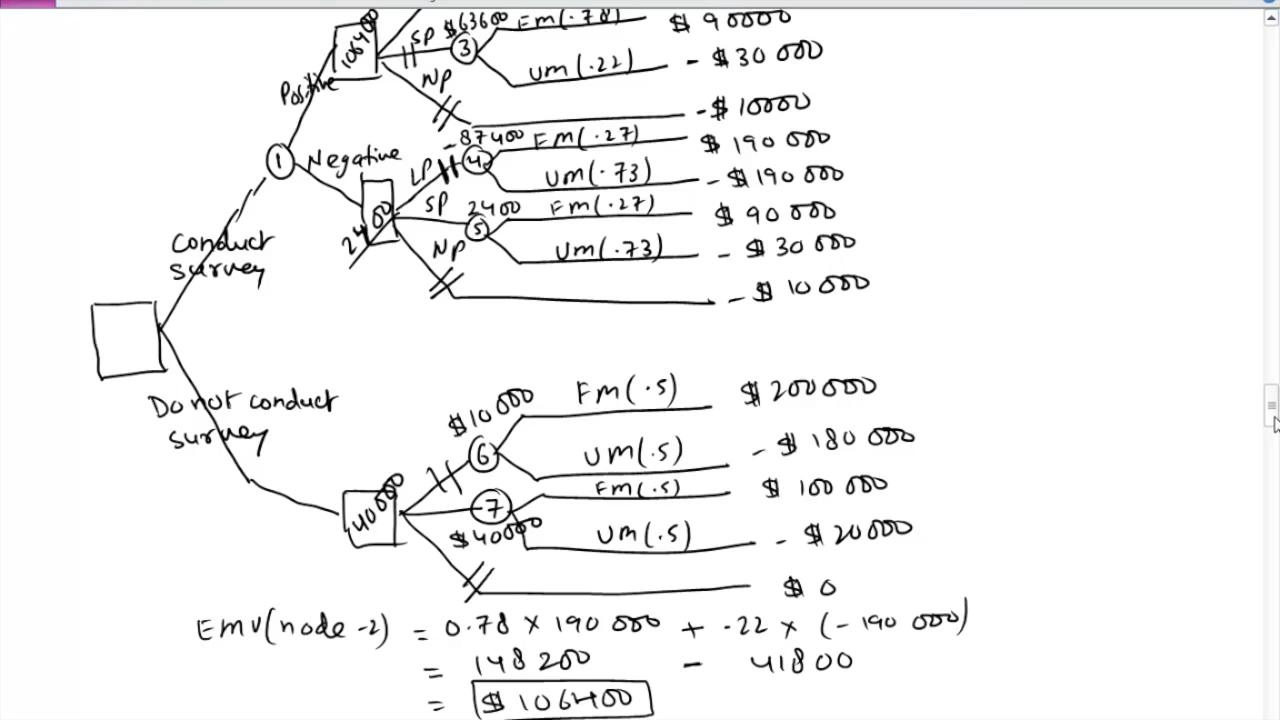 106400
SP $63600
3
Fm(.78)
$ 90000
um(.22)
- $ 30 000
Positive
NP
- $ 10000
- 87400
Fm(.27)
$ 190 000
1
Negative
LP
4
um(.73)
- $ 190 000
2400
SP
2400
5
Fm(.27)
$ 90 000
NP
um(.73)
- $ 30 000
Conduct
survey
- $ 10 000
Do not conduct
survey
$10 000
6
Fm(.5)
$ 200 000
um(.5)
- $ 180 000
40000
7
Fm(.5)
$ 100 000
$40000
um(.5)
- $ 20000
$ 0
Emv(node -2) = 0.78 x 190 000 + .22 x (-190 000)
= 148 200 - 41800
= $ 106400